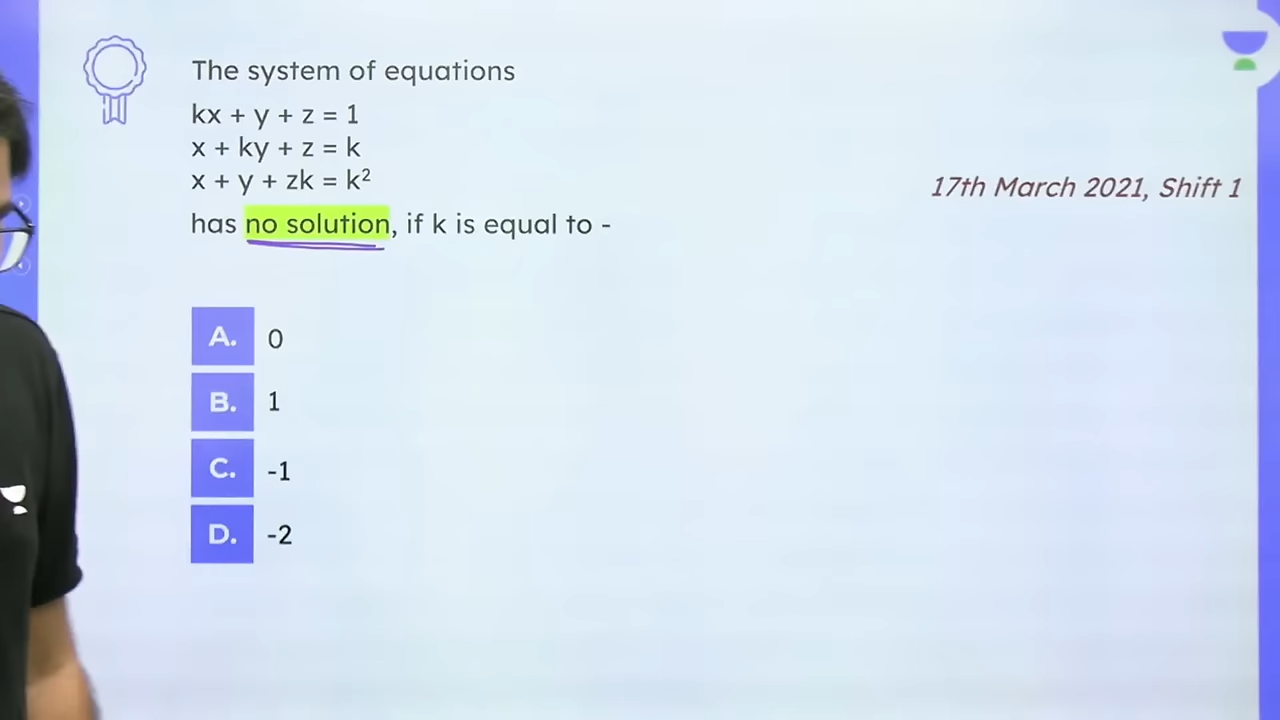 The system of equations
kx + y + z = 1
x + ky + z = k
x + y + zk = k²
17th March 2021, Shift 1
has no solution, if k is equal to -
A. 0
B. 1
C. -1
D. -2